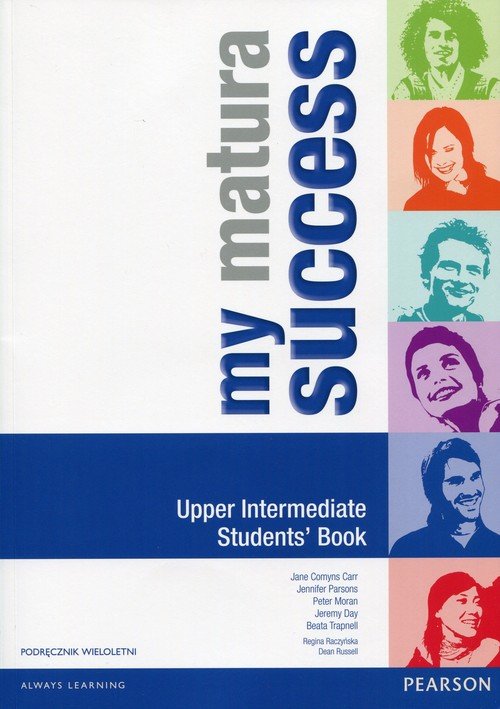 my matura
success
Upper Intermediate
Students' Book
Jane Comyns Carr
Jennifer Parsons
Peter Moran
Jeremy Day
Beata Trapnell
Regina Raczyńska
Dean Russell
PODRĘCZNIK WIELOLETNI
ALWAYS LEARNING
PEARSON